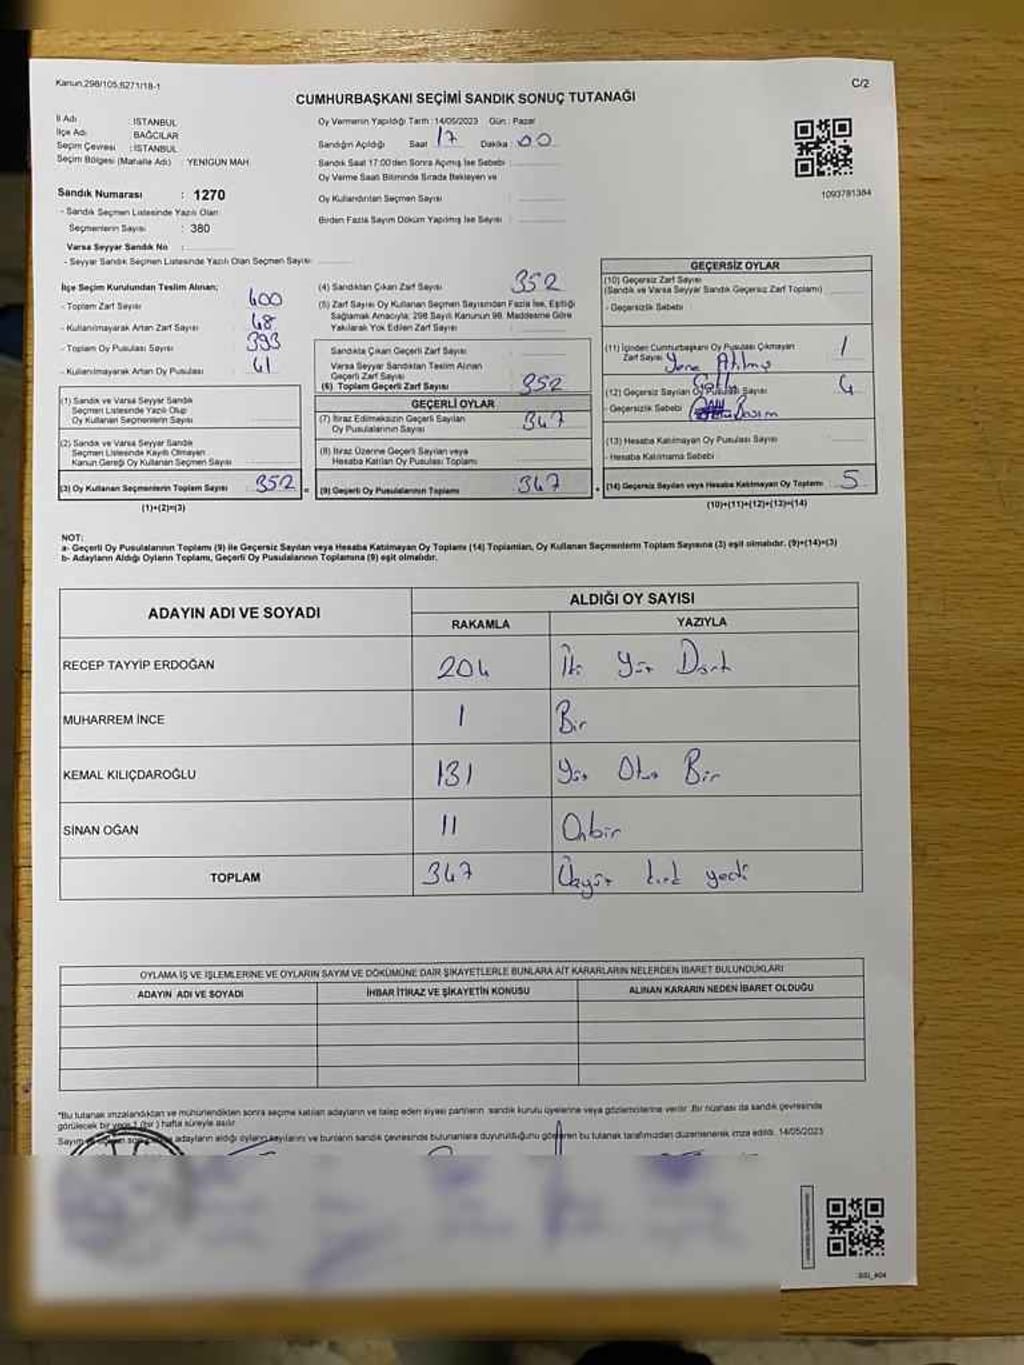 Kanun,298/105,6271/18-1
C/2
CUMHURBAŞKANI SEÇİMİ SANDIK SONUÇ TUTANAĞI
İl Adı : İSTANBUL
İlçe Adı : BAĞCILAR
Seçim Çevresi : İSTANBUL
Seçim Bölgesi (Mahalle Adı) : YENİGÜN MAH.
Sandık Numarası : 1270
- Sandık Seçmen Listesinde Yazılı Olan
Seçmenlerin Sayısı : 380
Varsa Seyyar Sandık No :
- Seyyar Sandık Seçmen Listesinde Yazılı Olan Seçmen Sayısı :
Oy Vermenin Yapıldığı Tarih : 14/05/2023 Gün : Pazar
Sandığın Açıldığı Saat 17 Dakika : 00
Sandık Saat 17:00'den Sonra Açılmış İse Sebebi :
Oy Verme Saati Bitiminde Sırada Bekleyen ve
Oy Kullandırılan Seçmen Sayısı :
Birden Fazla Sayım Döküm Yapılmış İse Sayısı :
1093781384
İlçe Seçim Kurulundan Teslim Alınan;
- Toplam Zarf Sayısı : 400
- Kullanılmayarak Artan Zarf Sayısı : 48
- Toplam Oy Pusulası Sayısı : 393
- Kullanılmayarak Artan Oy Pusulası : 41
(1) Sandık ve Varsa Seyyar Sandık
Seçmen Listesinde Yazılı Olup
Oy Kullanan Seçmenlerin Sayısı
(2) Sandık ve Varsa Seyyar Sandık
Seçmen Listesinde Kayıtlı Olmayan
Kanun Gereği Oy Kullanan Seçmen Sayısı
(3) Oy Kullanan Seçmenlerin Toplam Sayısı : 352
(1)+(2)=(3)
(4) Sandıktan Çıkan Zarf Sayısı : 352
(5) Zarf Sayısı Oy Kullanan Seçmen Sayısından Fazla İse, Eşitliği
Sağlamak Amacıyla; 298 Sayılı Kanunun 98. Maddesine Göre
Yakılarak Yok Edilen Zarf Sayısı :
Sandıkta Çıkan Geçerli Zarf Sayısı :
Varsa Seyyar Sandıktan Teslim Alınan
Geçerli Zarf Sayısı :
(6) Toplam Geçerli Zarf Sayısı : 352
GEÇERLİ OYLAR
(7) İtiraz Edilmeksizin Geçerli Sayılan
Oy Pusulalarının Sayısı : 347
(8) İtiraz Üzerine Geçerli Sayılan veya
Hesaba Katılan Oy Pusulası Toplamı :
(9) Geçerli Oy Pusulalarının Toplamı : 347
GEÇERSİZ OYLAR
(10) Geçersiz Zarf Sayısı
(Sandık ve Varsa Seyyar Sandık Geçersiz Zarf Toplamı) :
- Geçersizlik Sebebi :
(11) İçinden Cumhurbaşkanı Oy Pusulası Çıkmayan
Zarf Sayısı 1
(12) Geçersiz Sayılan Oy Pusulası Sayısı : 4
- Geçersizlik Sebebi
(13) Hesaba Katılmayan Oy Pusulası Sayısı :
- Hesaba Katılmama Sebebi :
(14) Geçersiz Sayılan veya Hesaba Katılmayan Oy Toplamı : 5
(10)+(11)+(12)+(13)=(14)
NOT:
a- Geçerli Oy Pusulalarının Toplamı (9) ile Geçersiz Sayılan veya Hesaba Katılmayan Oy Toplamı (14) Toplamları, Oy Kullanan Seçmenlerin Toplam Sayısına (3) eşit olmalıdır. (9)+(14)=(3)
b- Adayların Aldığı Oyların Toplamı, Geçerli Oy Pusulalarının Toplamına (9) eşit olmalıdır.
ADAYIN ADI VE SOYADI
ALDIĞI OY SAYISI
RAKAMLA YAZIYLA
RECEP TAYYİP ERDOĞAN 204 İki Yüz Dört
MUHARREM İNCE 1 Bir
KEMAL KILIÇDAROĞLU 131 Yüz Otuz Bir
SİNAN OĞAN 11 Onbir
TOPLAM 347 Üçyüz kırk yedi
OYLAMA İŞ VE İŞLEMLERİNE VE OYLARIN SAYIM VE DÖKÜMÜNE DAİR ŞİKAYETLERLE BUNLARA AİT KARARLARIN NELERDEN İBARET BULUNDUKLARI
ADAYIN ADI VE SOYADI İHBAR İTİRAZ VE ŞİKAYETİN KONUSU ALINAN KARARIN NEDEN İBARET OLDUĞU
*Bu tutanak imzalandıktan ve mühürlendikten sonra seçime katılan adayların ve talep eden siyasi partilerin sandık kurulu üyelerine veya gözlemcilerine verilir. Bir nüshası da sandık çevresinde
görülecek bir yere 1 (bir) hafta süreyle asılır.
adayların aldığı oyların sayılarını ve bunların sandık çevresinde bulunanlara duyurulduğunu gösteren bu tutanak tarafımızdan düzenlenerek imza edildi. 14/05/2023